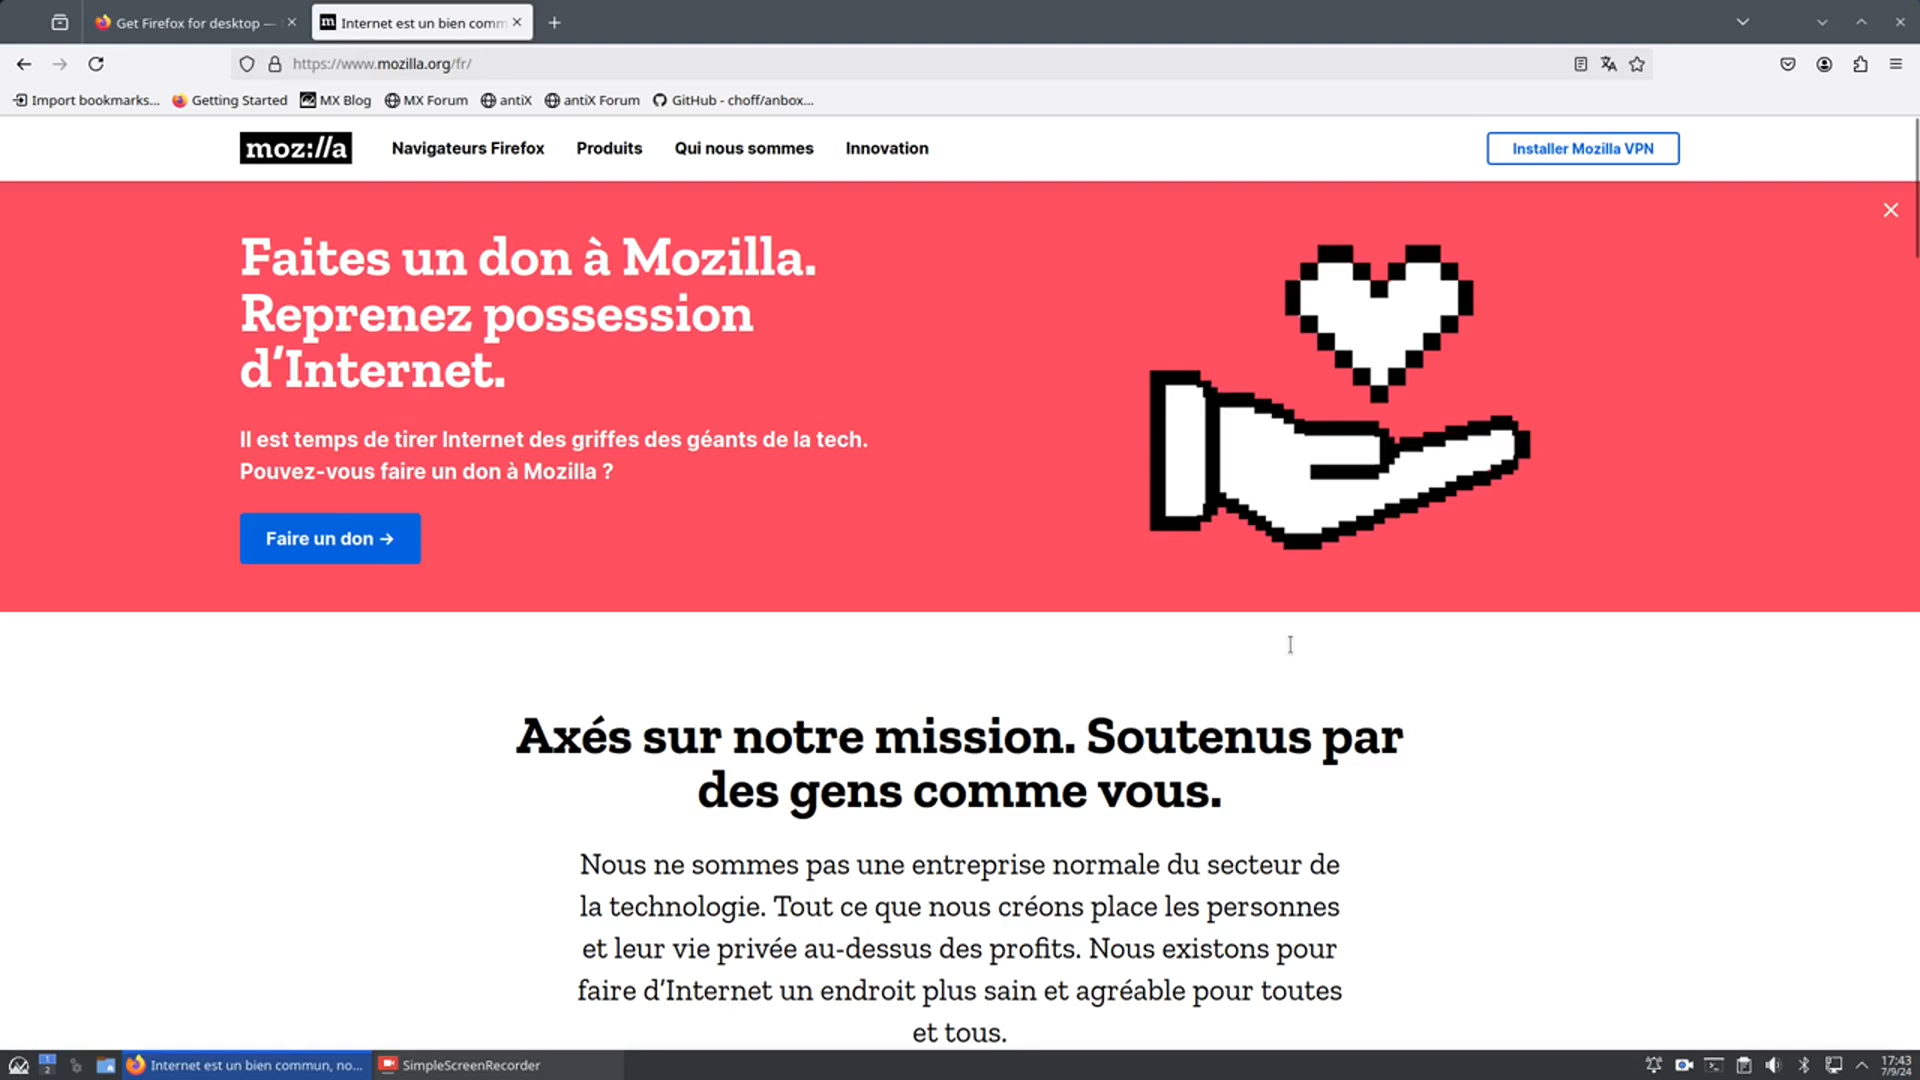 Get Firefox for desktop —
Internet est un bien comm
https://www.mozilla.org/fr/
Import bookmarks...
Getting Started
MX Blog
MX Forum
antiX
antiX Forum
GitHub - choff/anbox...
moz://a
Navigateurs Firefox
Produits
Qui nous sommes
Innovation
Installer Mozilla VPN
Faites un don à Mozilla.
Reprenez possession
d’Internet.
Il est temps de tirer Internet des griffes des géants de la tech.
Pouvez-vous faire un don à Mozilla ?
Faire un don →
Axés sur notre mission. Soutenus par
des gens comme vous.
Nous ne sommes pas une entreprise normale du secteur de
la technologie. Tout ce que nous créons place les personnes
et leur vie privée au-dessus des profits. Nous existons pour
faire d’Internet un endroit plus sain et agréable pour toutes
et tous.
1
2
Internet est un bien commun, no...
SimpleScreenRecorder
17:43
7/9/24